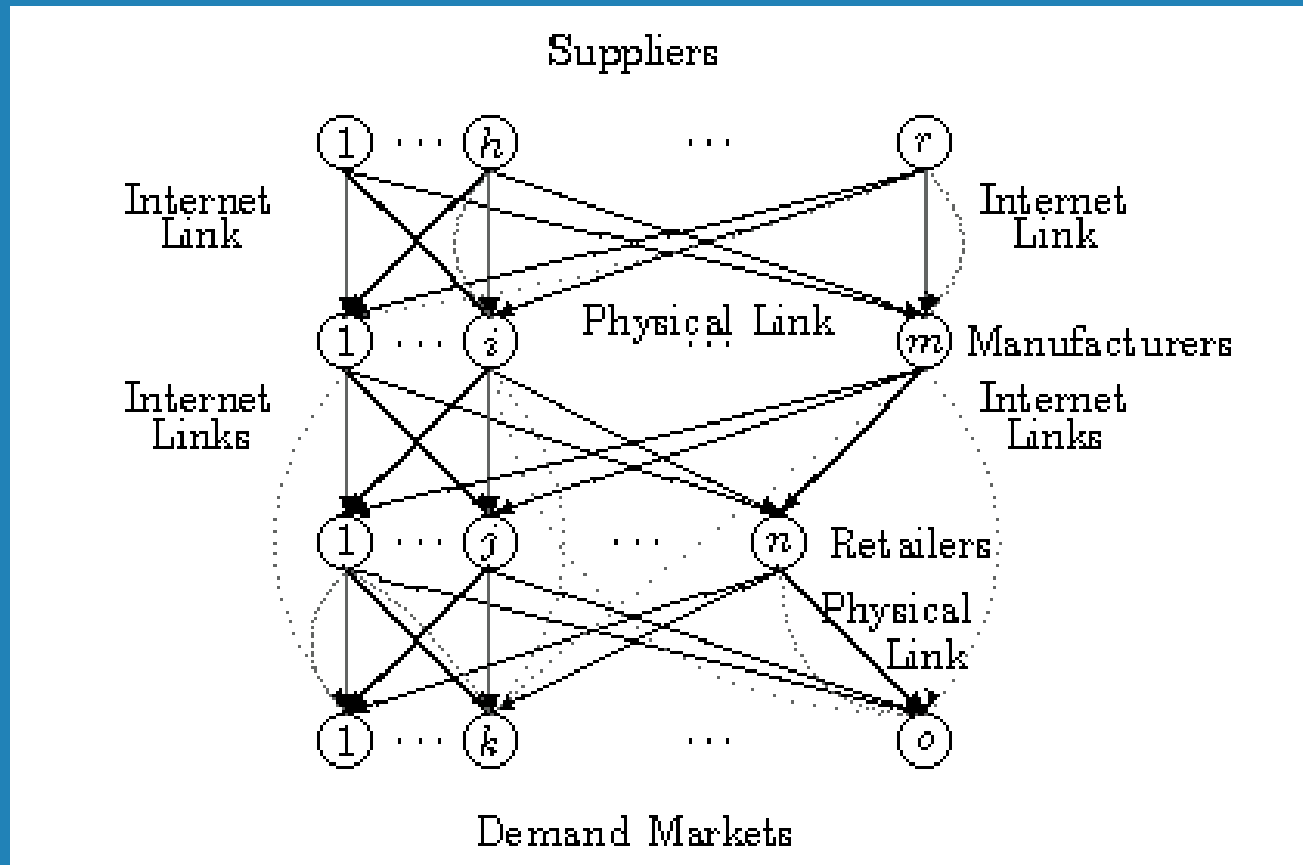 Suppliers
1 ··· h ··· r
Internet Link
Internet Link
Physical Link
1 ··· i ··· m Manufacturers
Internet Links
Internet Links
1 ··· j ··· n Retailers
Physical Link
1 ··· k ··· o
Demand Markets